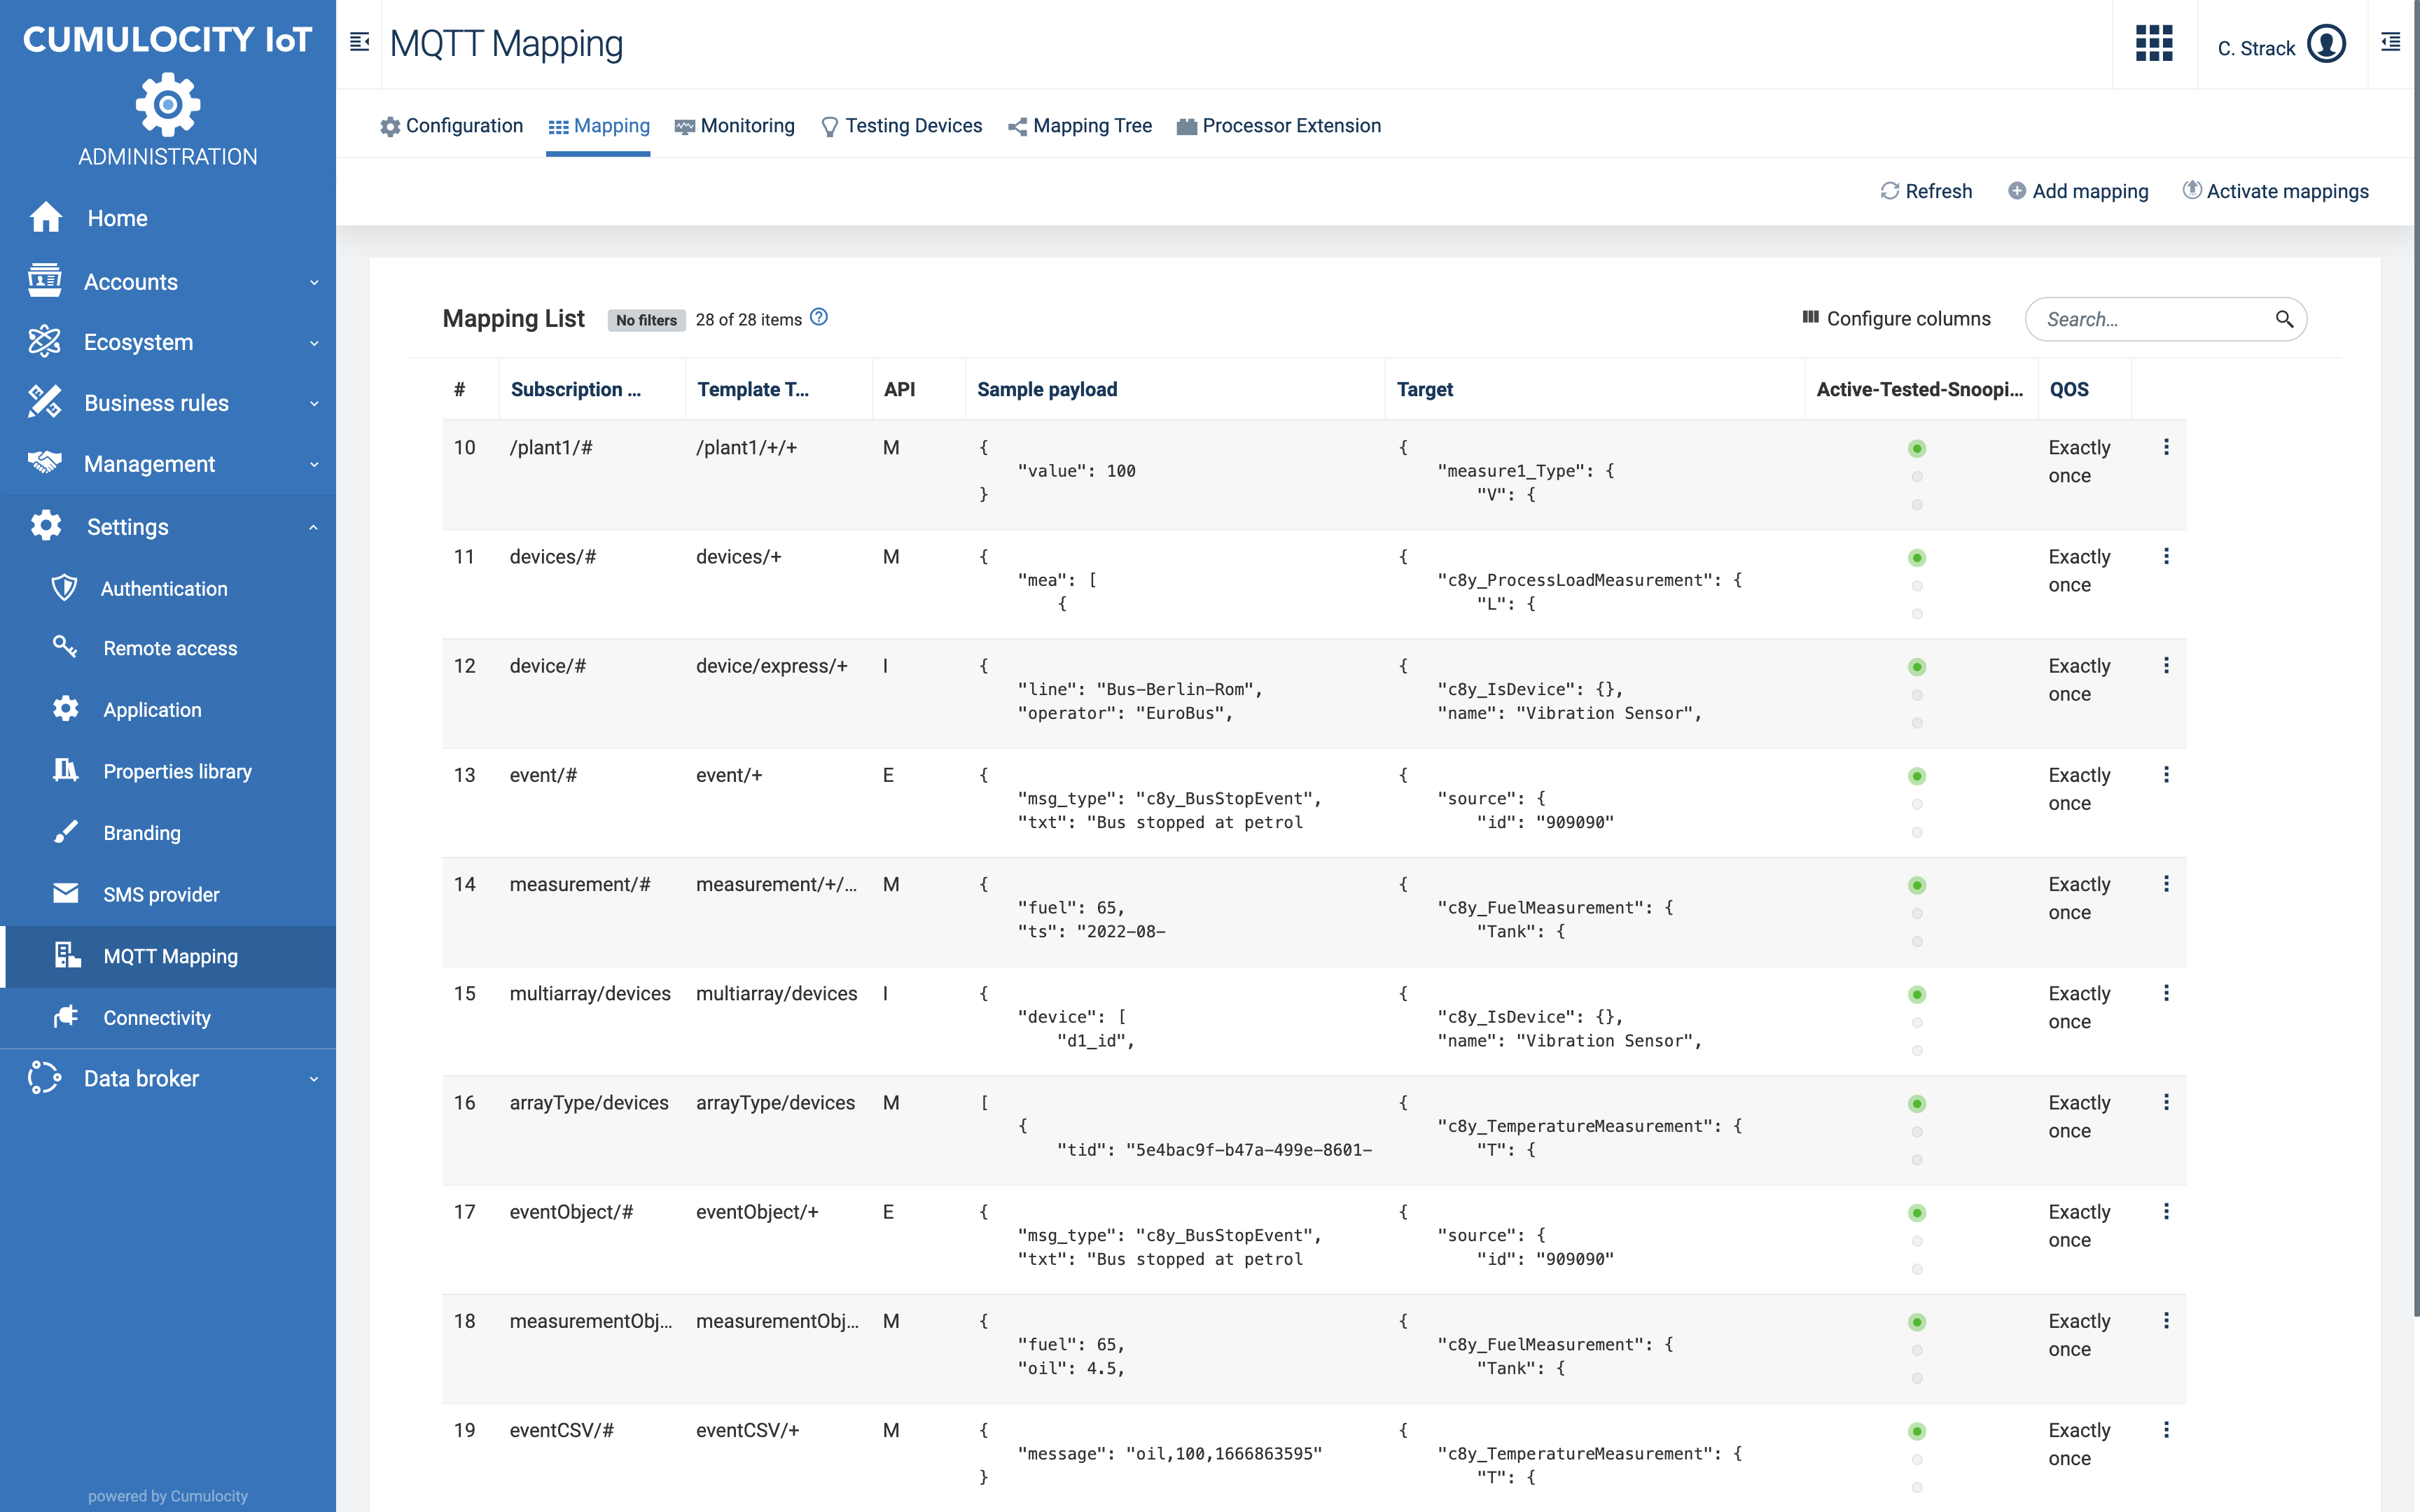 CUMULOCITY IoT
ADMINISTRATION
Home
Accounts
Ecosystem
Business rules
Management
Settings
Authentication
Remote access
Application
Properties library
Branding
SMS provider
MQTT Mapping
Connectivity
Data broker
powered by Cumulocity
MQTT Mapping
C. Strack
Configuration Mapping Monitoring Testing Devices Mapping Tree Processor Extension
Refresh Add mapping Activate mappings
Mapping List No filters 28 of 28 items Configure columns Search...
# Subscription ... Template T... API Sample payload Target Active-Tested-Snoopi... QOS
10 /plant1/# /plant1/+/+ M { { Exactly
"value": 100 "measure1_Type": { once
} "V": {
11 devices/# devices/+ M { { Exactly
"mea": [ "c8y_ProcessLoadMeasurement": { once
{ "L": {
12 device/# device/express/+ I { { Exactly
"line": "Bus-Berlin-Rom", "c8y_IsDevice": {}, once
"operator": "EuroBus", "name": "Vibration Sensor",
13 event/# event/+ E { { Exactly
"msg_type": "c8y_BusStopEvent", "source": { once
"txt": "Bus stopped at petrol "id": "909090"
14 measurement/# measurement/+/... M { { Exactly
"fuel": 65, "c8y_FuelMeasurement": { once
"ts": "2022-08- "Tank": {
15 multiarray/devices multiarray/devices I { { Exactly
"device": [ "c8y_IsDevice": {}, once
"d1_id", "name": "Vibration Sensor",
16 arrayType/devices arrayType/devices M [ { Exactly
{ "c8y_TemperatureMeasurement": { once
"tid": "5e4bac9f-b47a-499e-8601- "T": {
17 eventObject/# eventObject/+ E { { Exactly
"msg_type": "c8y_BusStopEvent", "source": { once
"txt": "Bus stopped at petrol "id": "909090"
18 measurementObj... measurementObj... M { { Exactly
"fuel": 65, "c8y_FuelMeasurement": { once
"oil": 4.5, "Tank": {
19 eventCSV/# eventCSV/+ M { { Exactly
"message": "oil,100,1666863595" "c8y_TemperatureMeasurement": { once
} "T": {